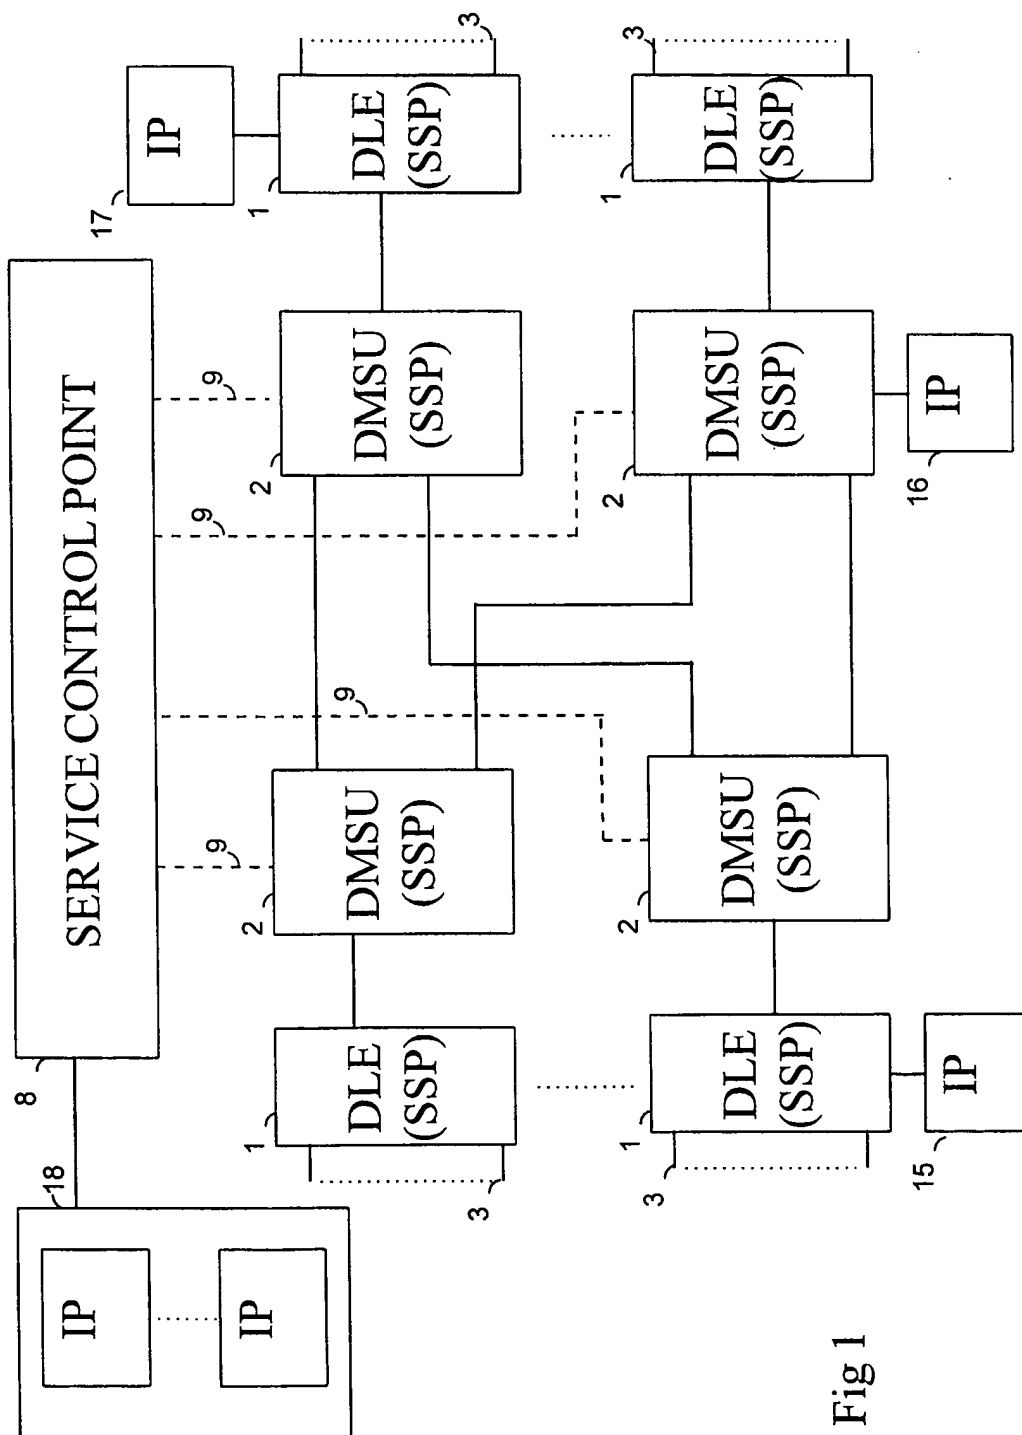 8
18
IP
SERVICE CONTROL POINT
17
IP
9
9
9
9
IP
1
2
2
1
DLE
(SSP)
DMSU
(SSP)
DMSU
(SSP)
DLE
(SSP)
3
3
1
2
2
1
3
3
DLE
(SSP)
DMSU
(SSP)
DMSU
(SSP)
DLE
(SSP)
15
IP
16
IP
Fig 1